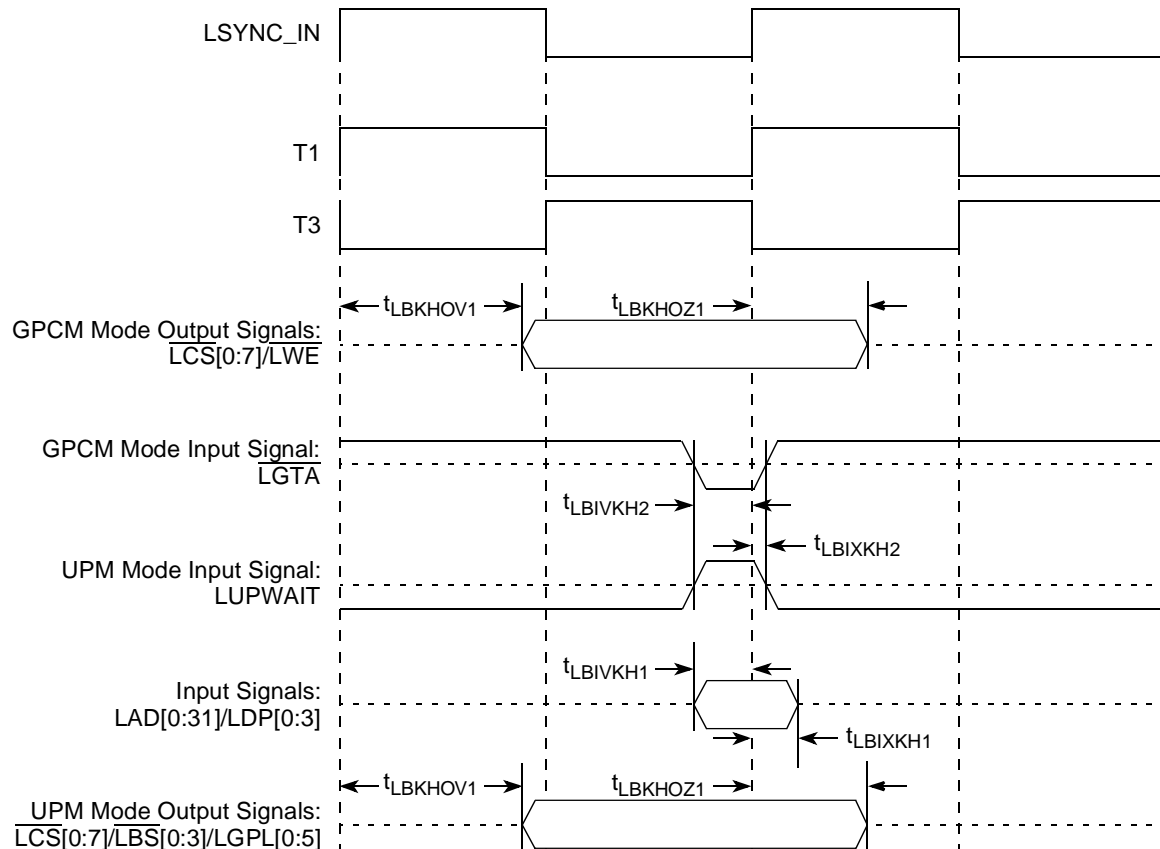 LSYNC_IN
T1
T3
tLBKHOV1
tLBKHOZ1
GPCM Mode Output Signals:
LCS[0:7]/LWE
GPCM Mode Input Signal:
LGTA
tLBIVKH2
tLBIXKH2
UPM Mode Input Signal:
LUPWAIT
tLBIVKH1
Input Signals:
LAD[0:31]/LDP[0:3]
tLBIXKH1
tLBKHOV1
tLBKHOZ1
UPM Mode Output Signals:
LCS[0:7]/LBS[0:3]/LGPL[0:5]